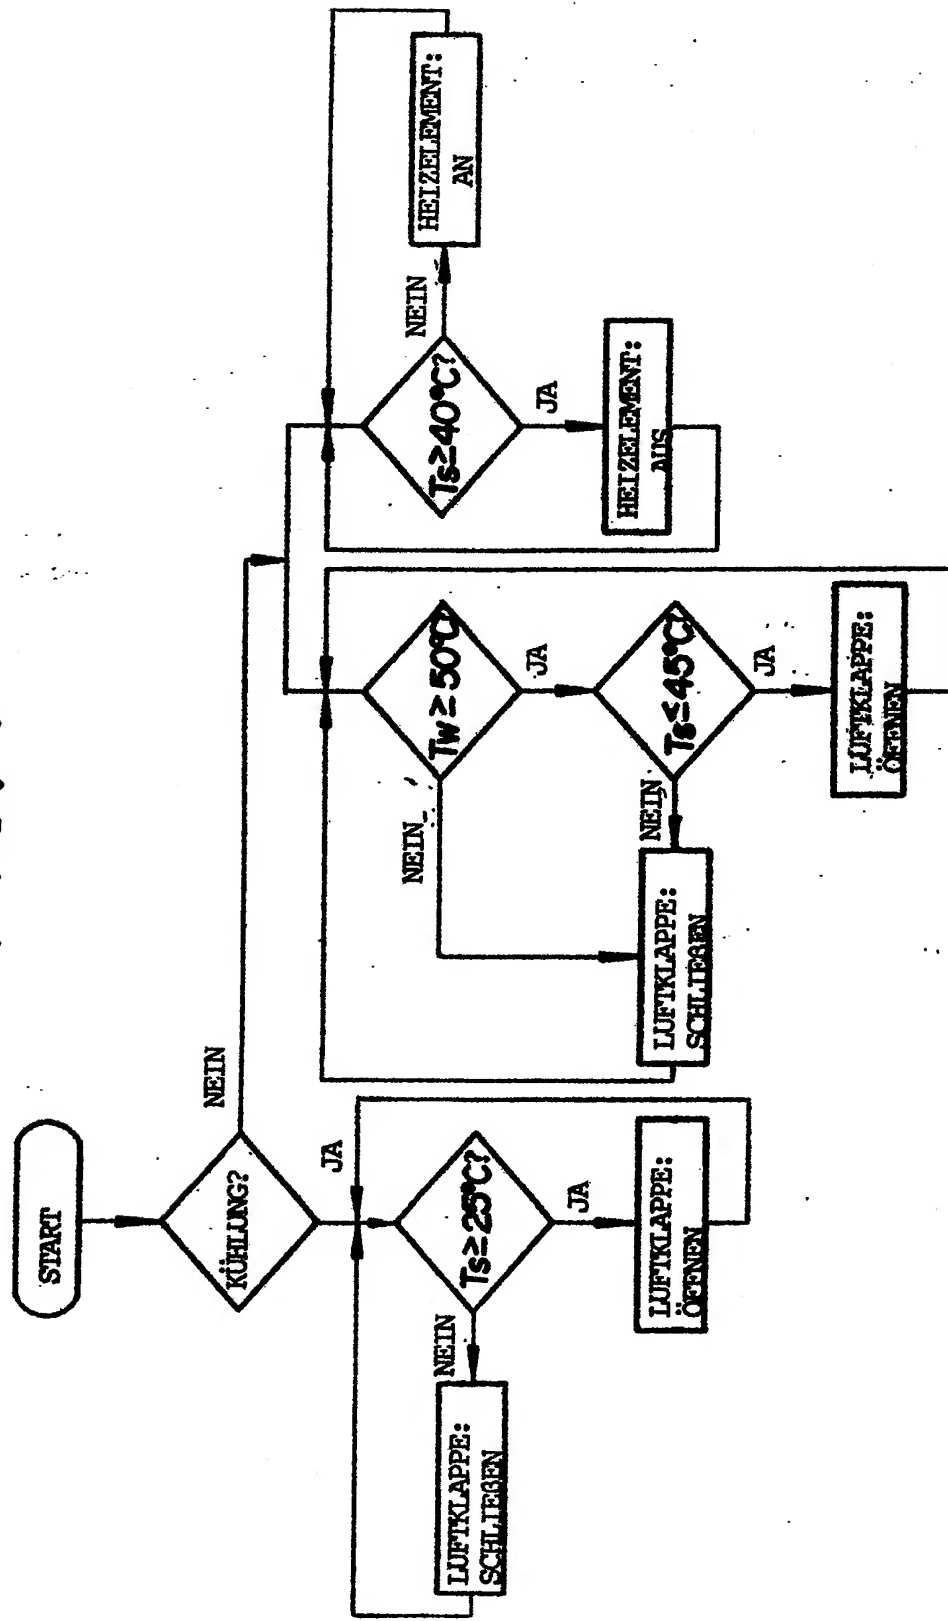 START
KÜHLUNG?
NEIN
JA
Ts≥25°C?
NEIN
LUFTKLAPPE:
SCHLIEßEN
JA
LUFTKLAPPE:
ÖFFNEN
Tw≥50°C?
NEIN
JA
Ts≤45°C?
NEIN
LUFTKLAPPE:
SCHLIEßEN
JA
LUFTKLAPPE:
ÖFFNEN
Ts≥40°C?
NEIN
HEIZELEMENT:
AN
JA
HEIZELEMENT:
AUS